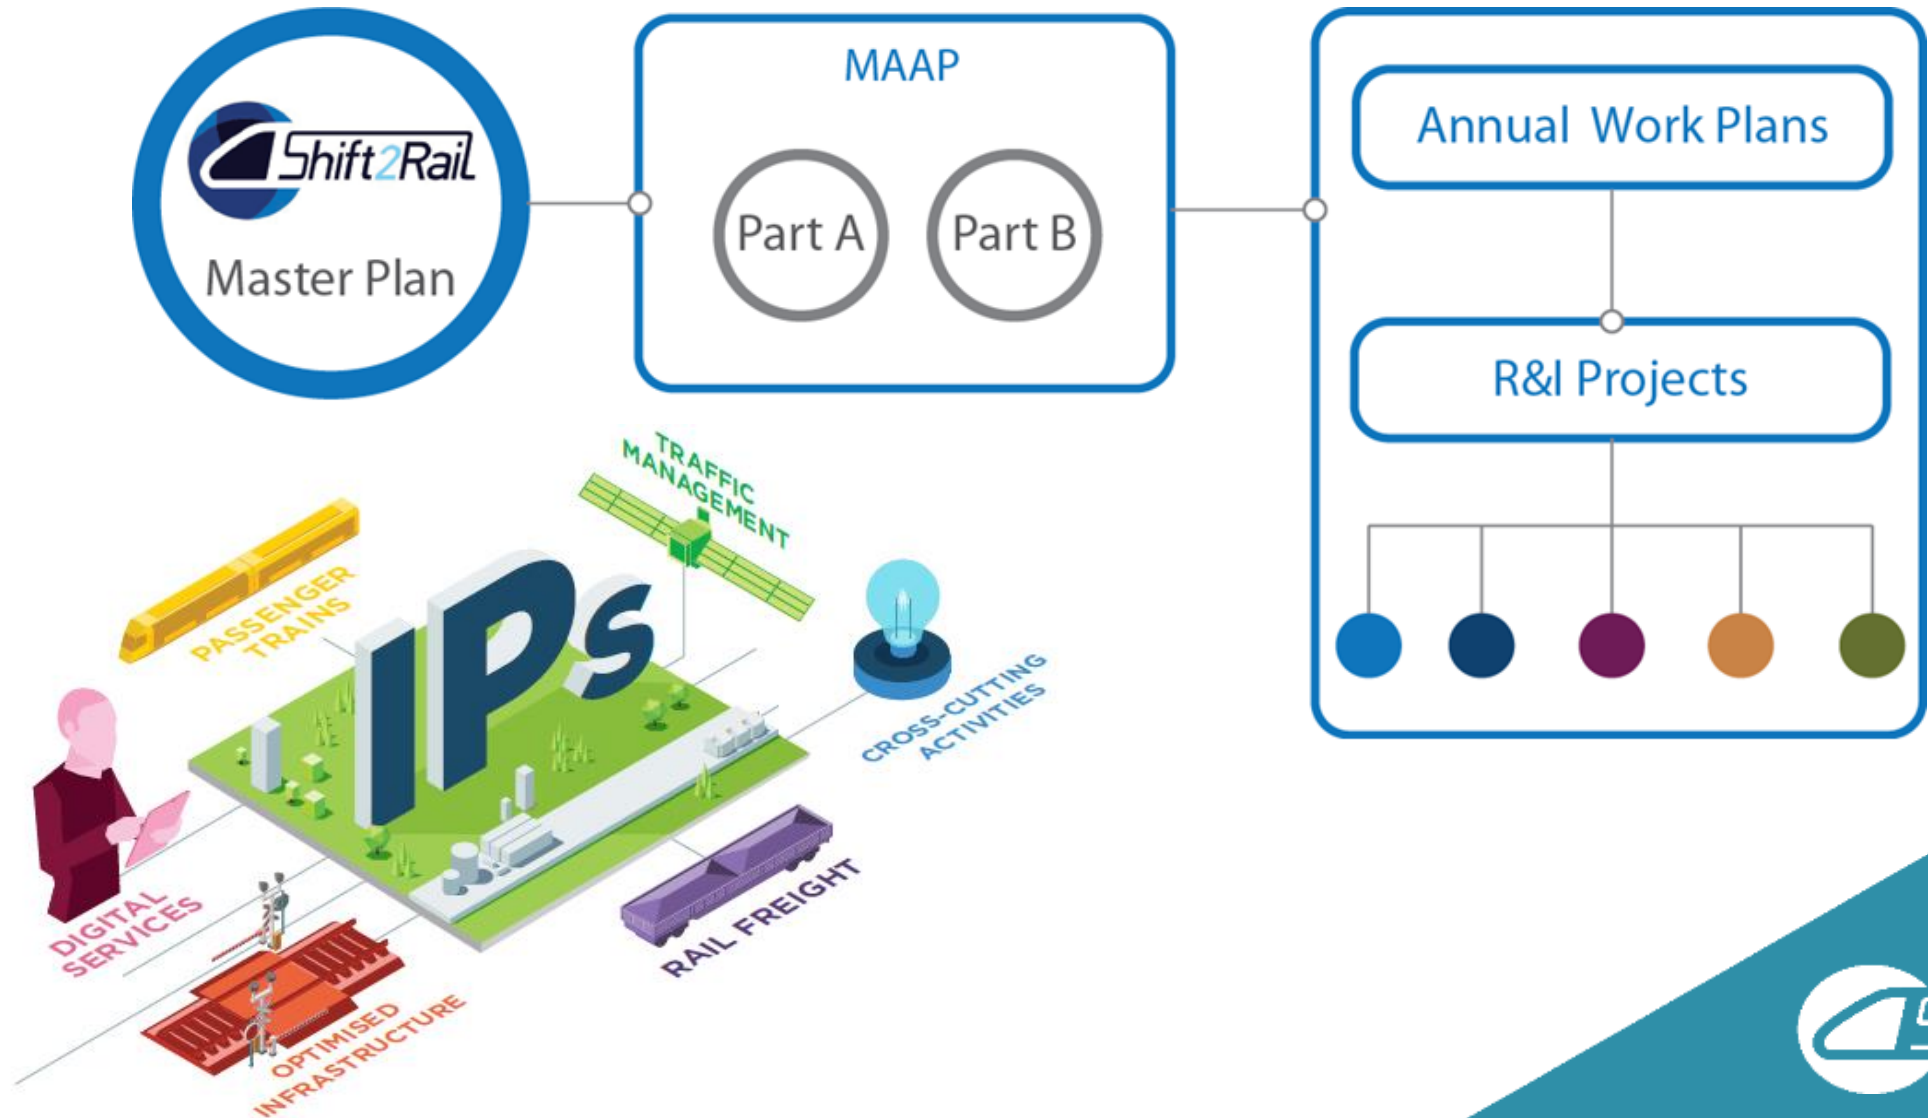 Shift2Rail
Master Plan
MAAP
Part A
Part B
Annual Work Plans
R&I Projects
TRAFFIC
MANAGEMENT
PASSENGER
TRAINS
IPs
CROSS-CUTTING
ACTIVITIES
DIGITAL
SERVICES
RAIL FREIGHT
OPTIMISED
INFRASTRUCTURE